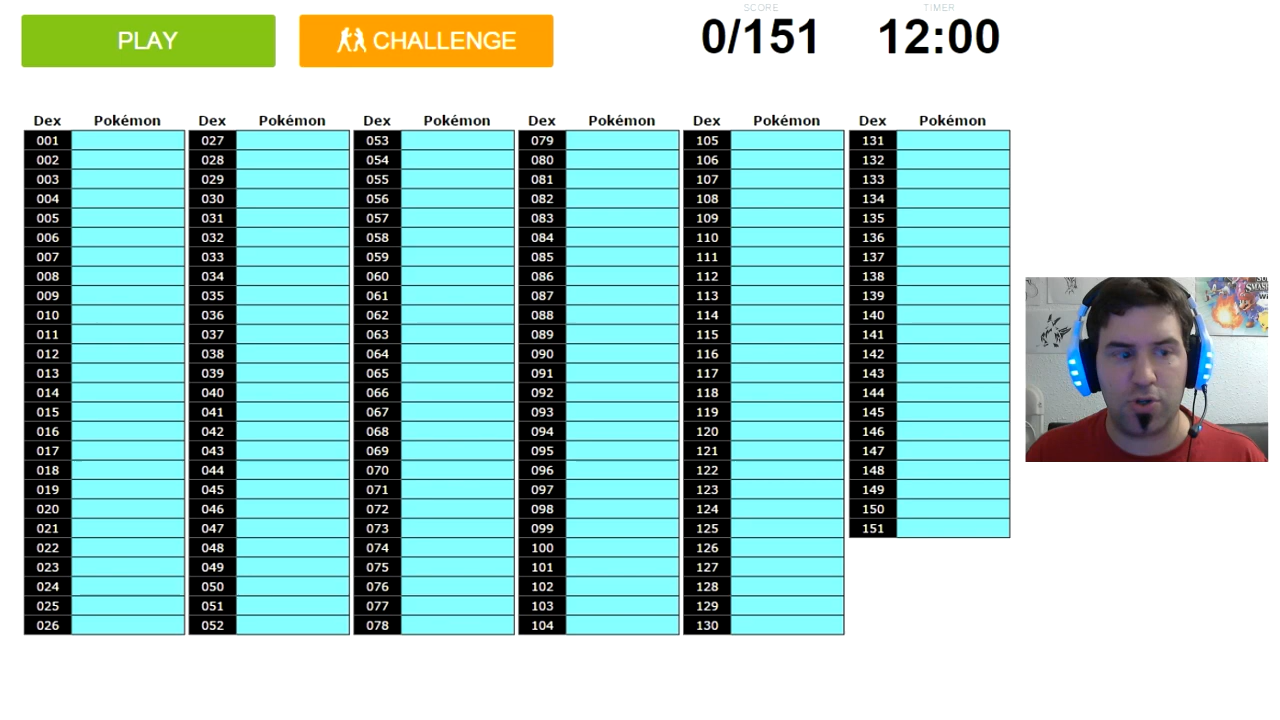 PLAY
CHALLENGE
SCORE
0/151
TIMER
12:00
Dex Pokémon Dex Pokémon Dex Pokémon Dex Pokémon Dex Pokémon Dex Pokémon
001 027 053 079 105 131
002 028 054 080 106 132
003 029 055 081 107 133
004 030 056 082 108 134
005 031 057 083 109 135
006 032 058 084 110 136
007 033 059 085 111 137
008 034 060 086 112 138
009 035 061 087 113 139
010 036 062 088 114 140
011 037 063 089 115 141
012 038 064 090 116 142
013 039 065 091 117 143
014 040 066 092 118 144
015 041 067 093 119 145
016 042 068 094 120 146
017 043 069 095 121 147
018 044 070 096 122 148
019 045 071 097 123 149
020 046 072 098 124 150
021 047 073 099 125 151
022 048 074 100 126
023 049 075 101 127
024 050 076 102 128
025 051 077 103 129
026 052 078 104 130